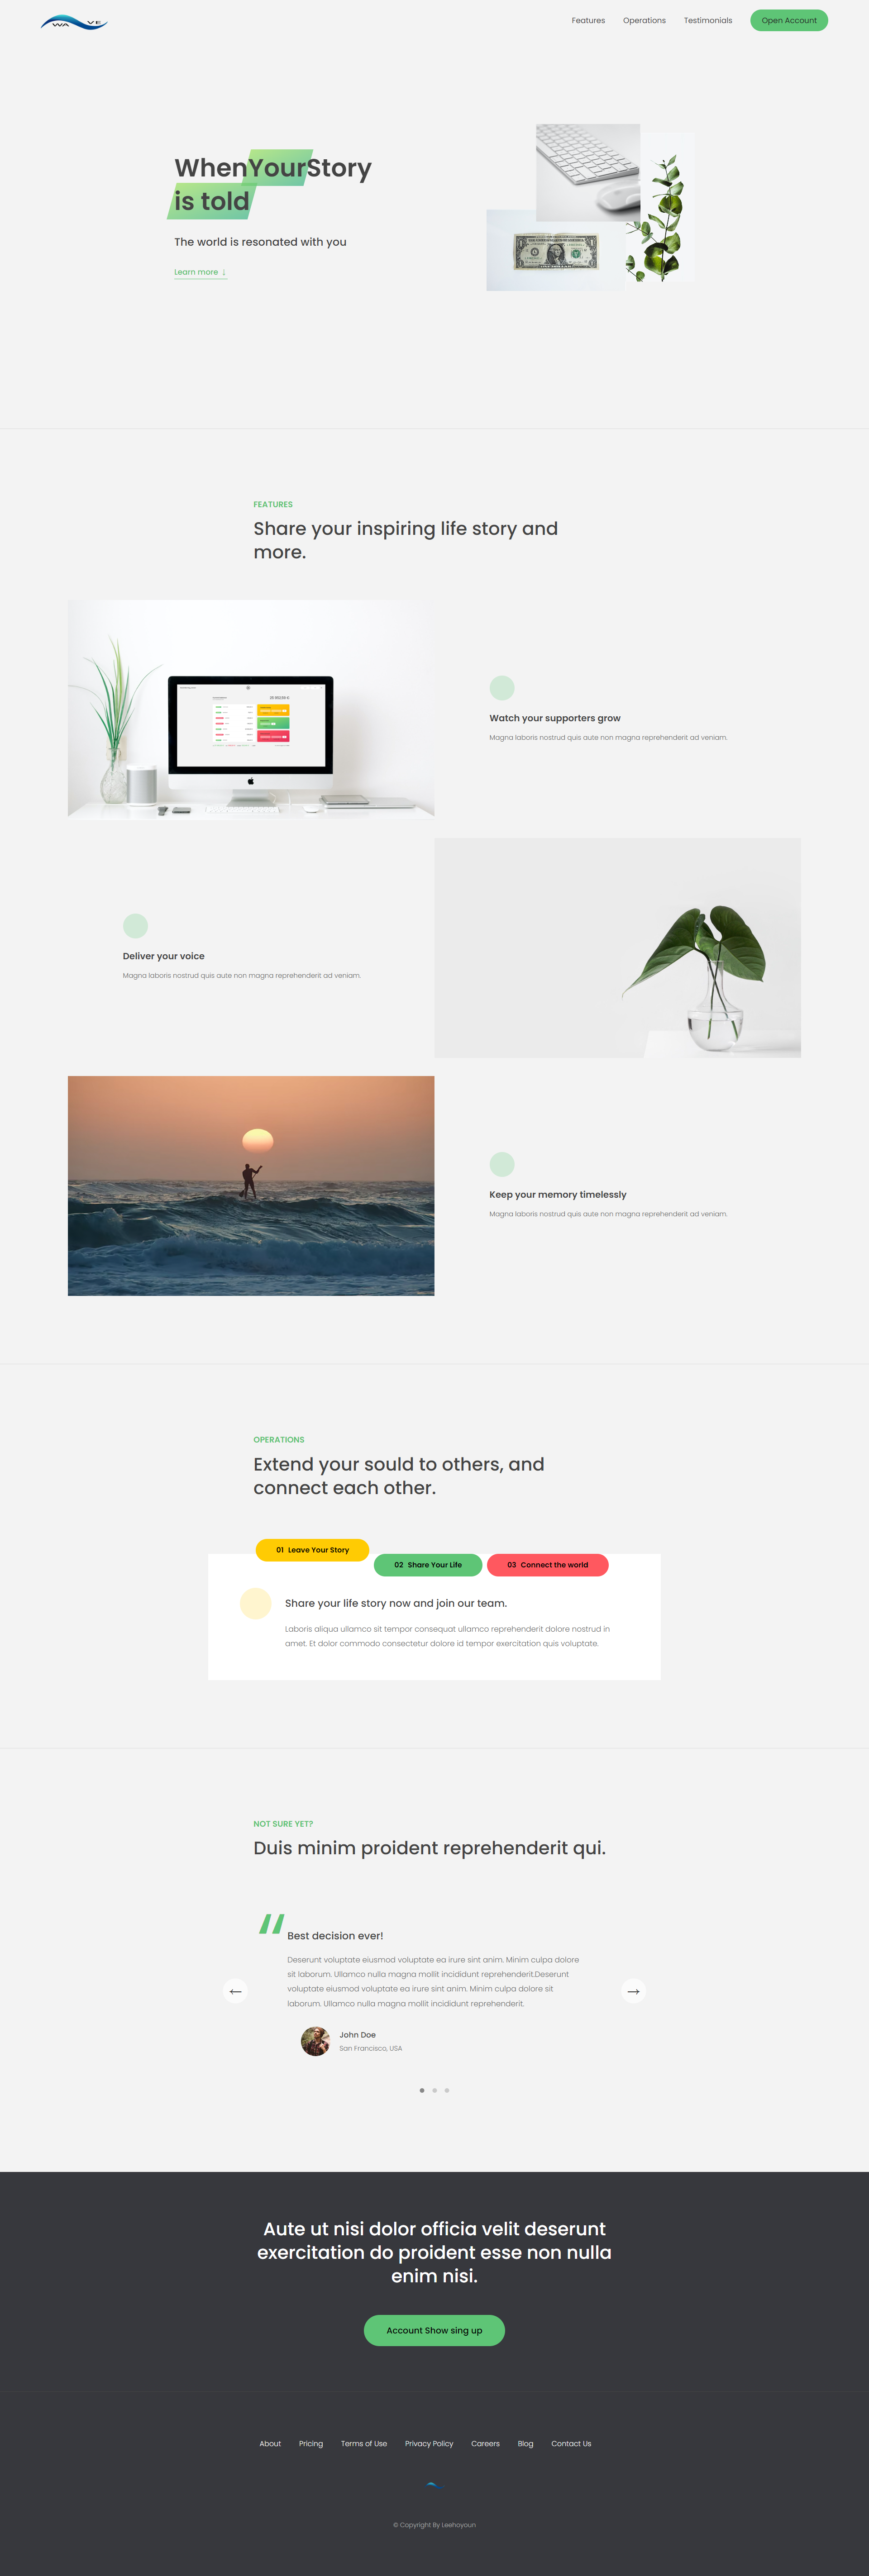 WAVE
Features Operations Testimonials Open Account
WhenYourStory
is told
The world is resonated with you
Learn more ↓
FEATURES
Share your inspiring life story and
more.
Watch your supporters grow
Magna laboris nostrud quis aute non magna reprehenderit ad veniam.
Deliver your voice
Magna laboris nostrud quis aute non magna reprehenderit ad veniam.
Keep your memory timelessly
Magna laboris nostrud quis aute non magna reprehenderit ad veniam.
OPERATIONS
Extend your sould to others, and
connect each other.
01 Leave Your Story
02 Share Your Life
03 Connect the world
Share your life story now and join our team.
Laboris aliqua ullamco sit tempor consequat ullamco reprehenderit dolore nostrud in
amet. Et dolor commodo consectetur dolore id tempor exercitation quis voluptate.
NOT SURE YET?
Duis minim proident reprehenderit qui.
“
Best decision ever!
Deserunt voluptate eiusmod voluptate ea irure sint anim. Minim culpa dolore
sit laborum. Ullamco nulla magna mollit incididunt reprehenderit.Deserunt
voluptate eiusmod voluptate ea irure sint anim. Minim culpa dolore sit
laborum. Ullamco nulla magna mollit incididunt reprehenderit.
← →
John Doe
San Francisco, USA
Aute ut nisi dolor officia velit deserunt
exercitation do proident esse non nulla
enim nisi.
Account Show sing up
About Pricing Terms of Use Privacy Policy Careers Blog Contact Us
© Copyright By Leehoyoun